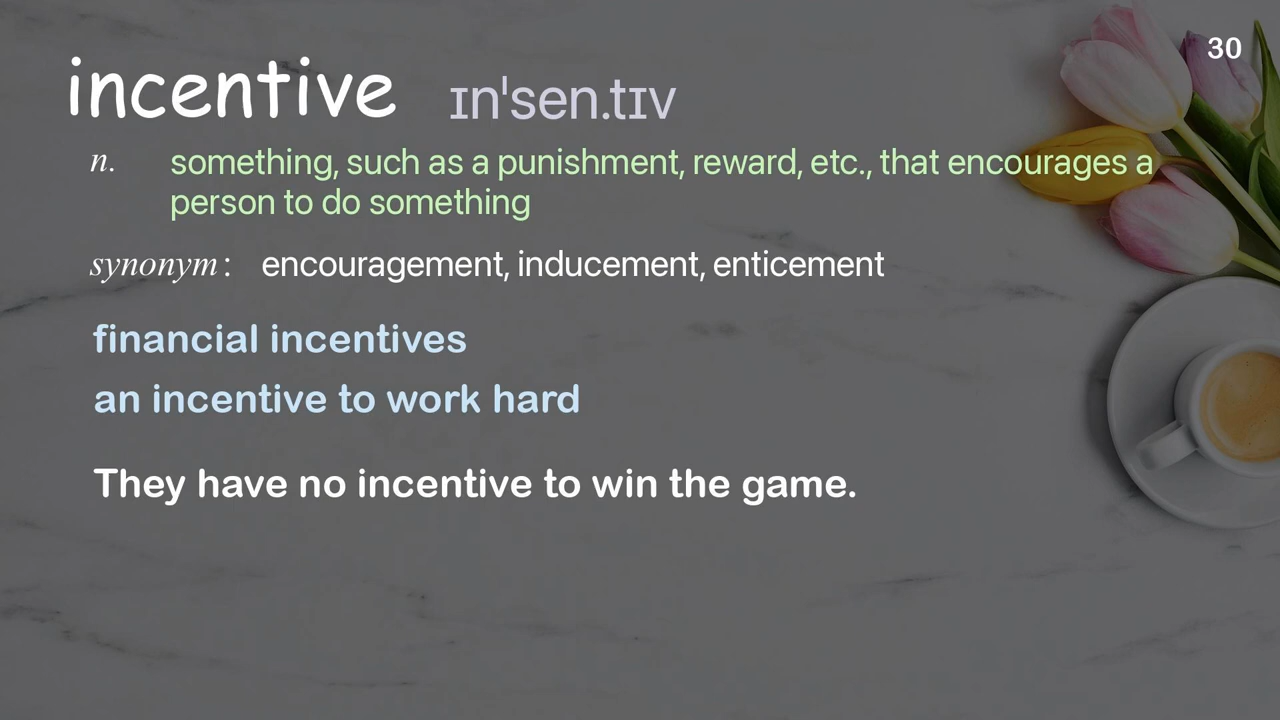 30
incentive ɪnˈsen.tɪv
n. something, such as a punishment, reward, etc., that encourages a
person to do something
synonym : encouragement, inducement, enticement
financial incentives
an incentive to work hard
They have no incentive to win the game.